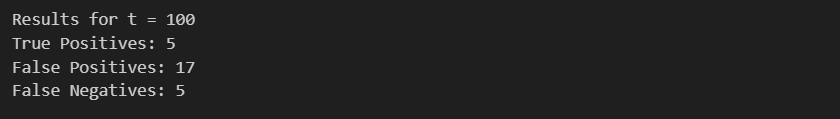 Results for t = 100
True Positives: 5
False Positives: 17
False Negatives: 5